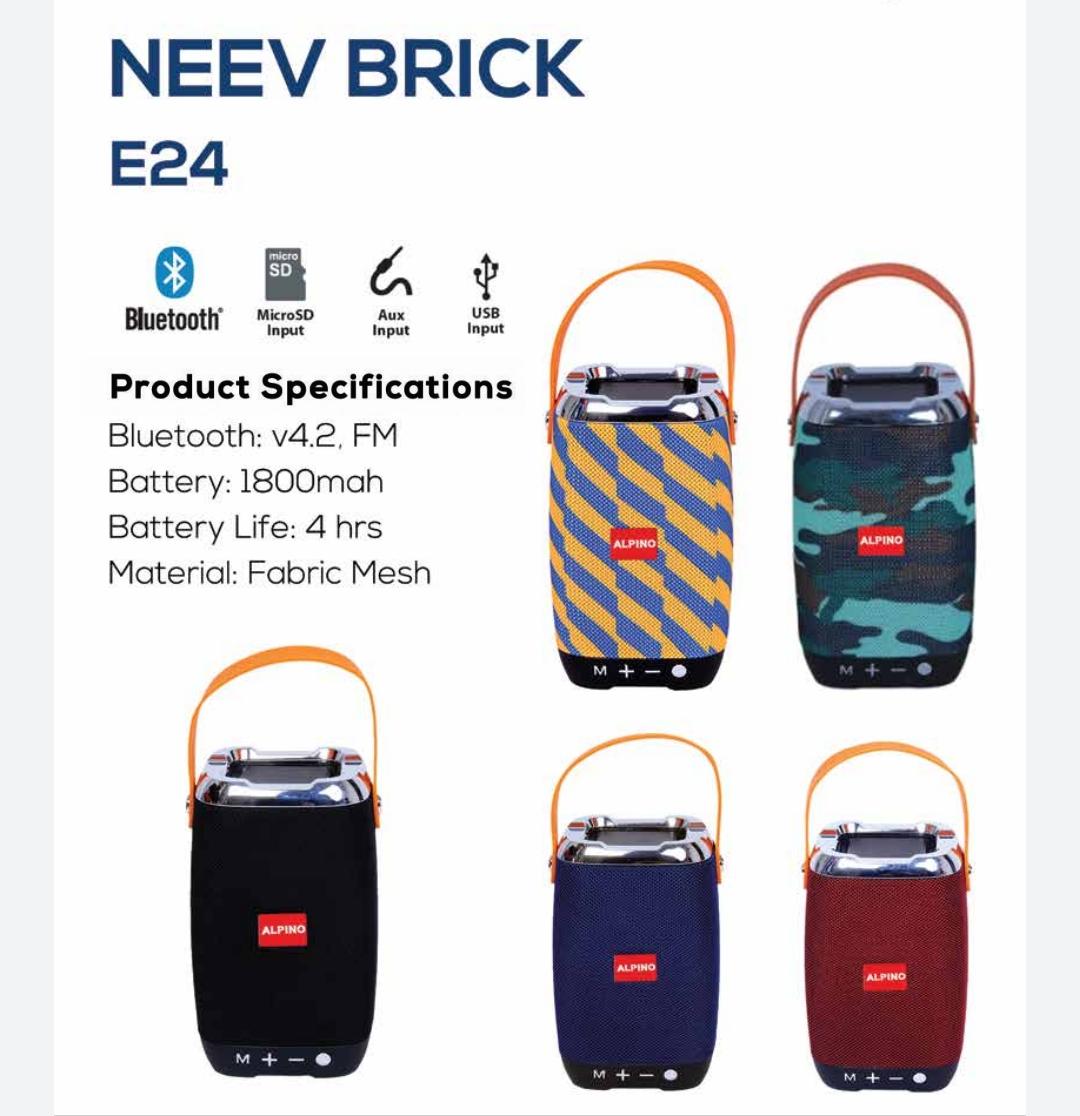 NEEV BRICK
E24
micro
SD
Bluetooth®
MicroSD
Input
Aux
Input
USB
Input
Product Specifications
Bluetooth: v4.2, FM
Battery: 1800mah
Battery Life: 4 hrs
Material: Fabric Mesh
ALPINO
M + − 
ALPINO
M + −
ALPINO
M + −
ALPINO
M + −
ALPINO
M + −